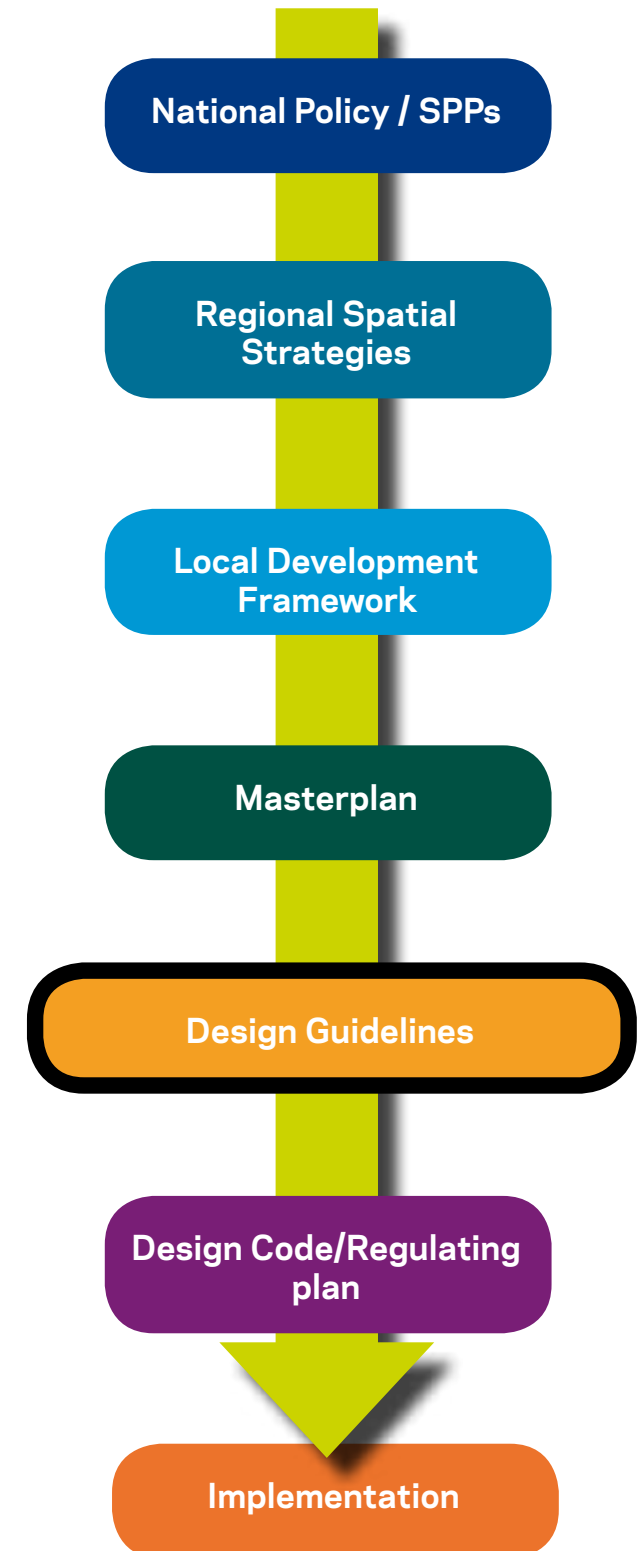 National Policy / SPPs
Regional Spatial
Strategies
Local Development
Framework
Masterplan
Design Guidelines
Design Code/Regulating
plan
Implementation